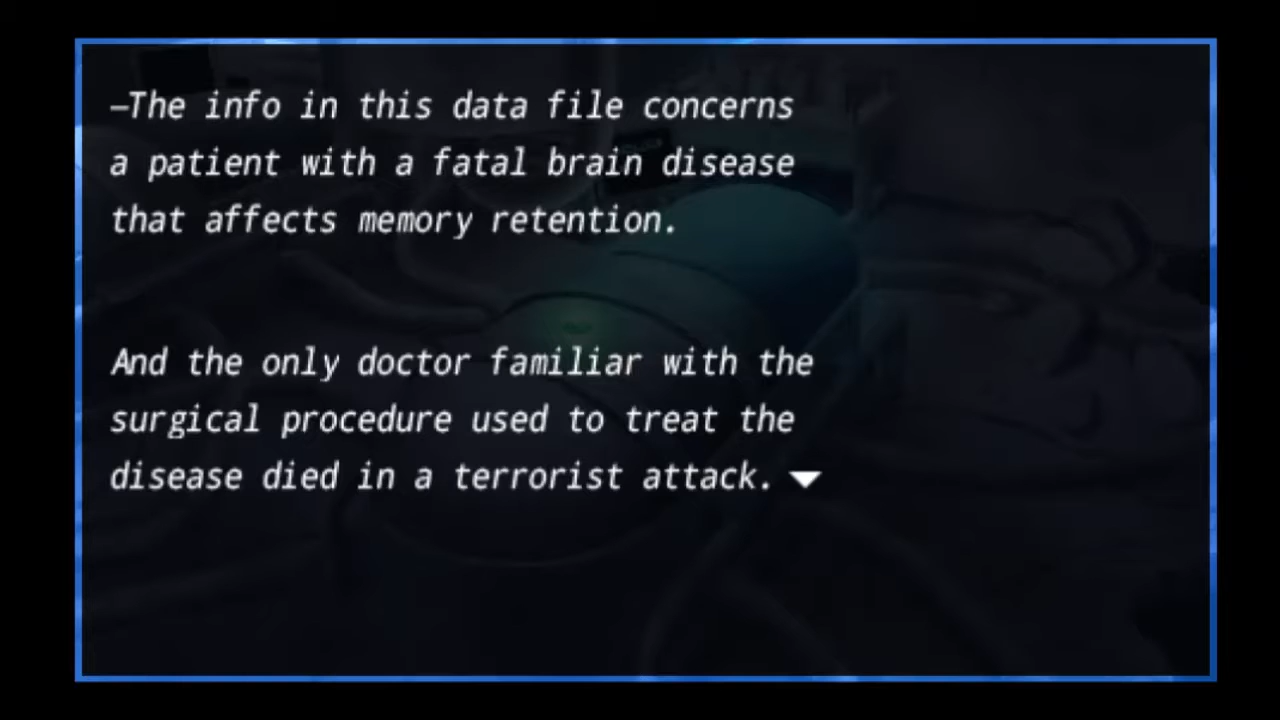 —The info in this data file concerns
a patient with a fatal brain disease
that affects memory retention.
And the only doctor familiar with the
surgical procedure used to treat the
disease died in a terrorist attack.